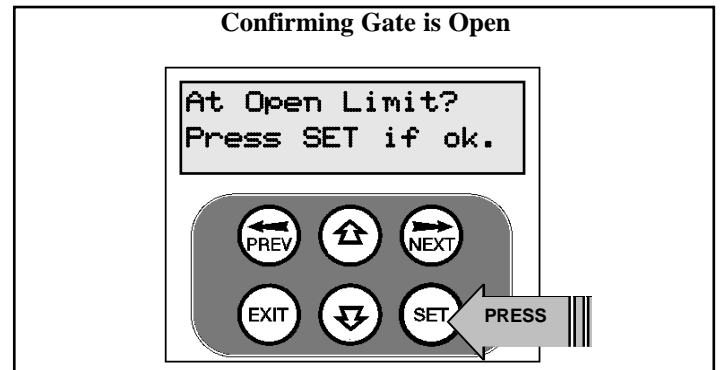 Confirming Gate is Open
At Open Limit?
Press SET if ok.
PREV
NEXT
EXIT
SET
PRESS